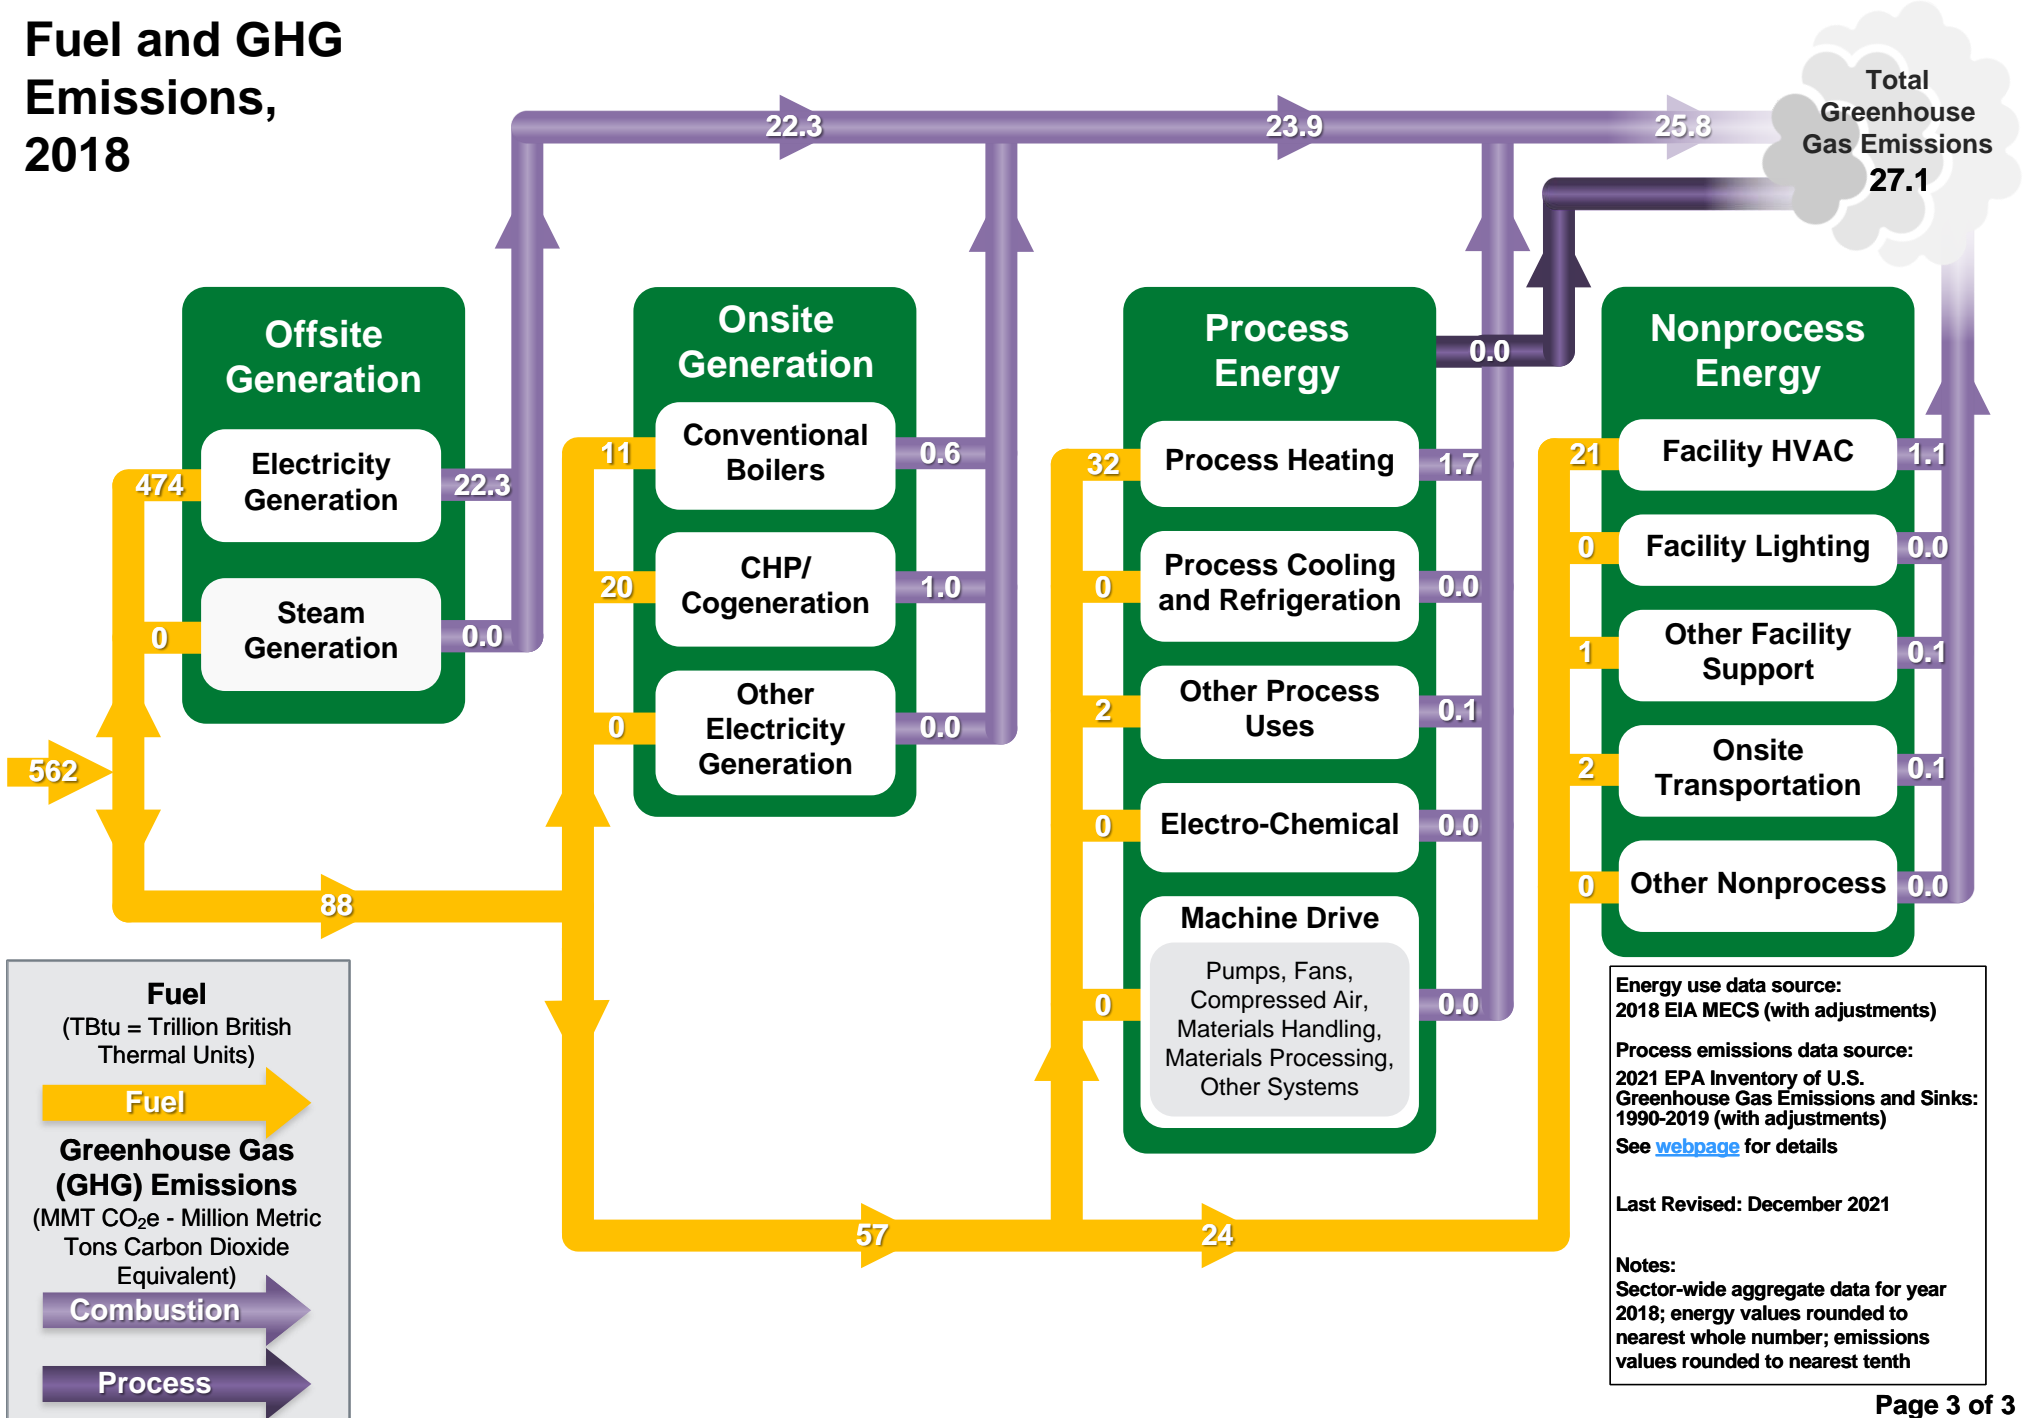 Fuel and GHG
Emissions,
2018
22.3
23.9
25.8
Total
Greenhouse
Gas Emissions
27.1
Offsite
Generation
474
Electricity
Generation
22.3
0
Steam
Generation
0.0
562
88
Onsite
Generation
11
Conventional
Boilers
0.6
20
CHP/
Cogeneration
1.0
0
Other
Electricity
Generation
0.0
57
Process
Energy
0.0
32
Process Heating
1.7
0
Process Cooling
and Refrigeration
0.0
2
Other Process
Uses
0.1
0
Electro-Chemical
0.0
Machine Drive
0
Pumps, Fans,
Compressed Air,
Materials Handling,
Materials Processing,
Other Systems
0.0
24
Nonprocess
Energy
21
Facility HVAC
1.1
0
Facility Lighting
0.0
1
Other Facility
Support
0.1
2
Onsite
Transportation
0.1
0
Other Nonprocess
0.0
Fuel
(TBtu = Trillion British
Thermal Units)
Fuel
Greenhouse Gas
(GHG) Emissions
(MMT CO₂e - Million Metric
Tons Carbon Dioxide
Equivalent)
Combustion
Process
Energy use data source:
2018 EIA MECS (with adjustments)
Process emissions data source:
2021 EPA Inventory of U.S.
Greenhouse Gas Emissions and Sinks:
1990-2019 (with adjustments)
See webpage for details
Last Revised: December 2021
Notes:
Sector-wide aggregate data for year
2018; energy values rounded to
nearest whole number; emissions
values rounded to nearest tenth
Page 3 of 3